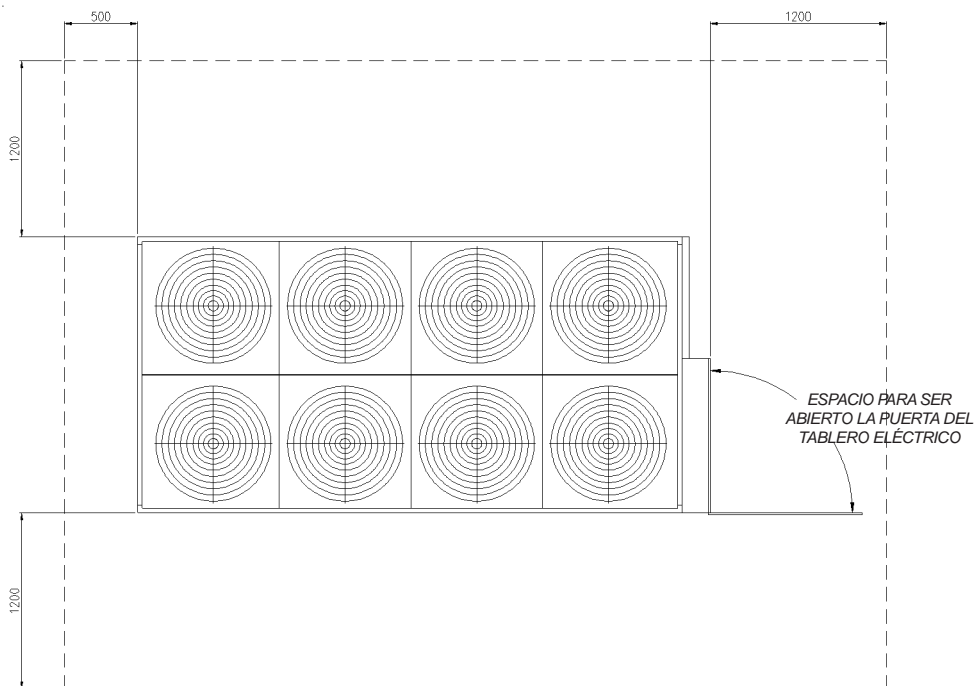 500
1200
1200
ESPACIO PARA SER
ABIERTO LA PUERTA DEL
TABLERO ELÉCTRICO
1200